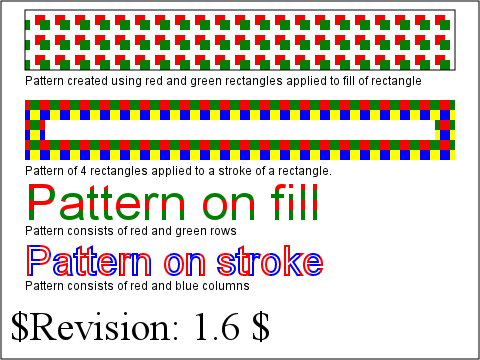 Pattern created using red and green rectangles applied to fill of rectangle
Pattern of 4 rectangles applied to a stroke of a rectangle.
Pattern on fill
Pattern consists of red and green rows
Pattern on stroke
Pattern consists of red and blue columns
$Revision: 1.6 $